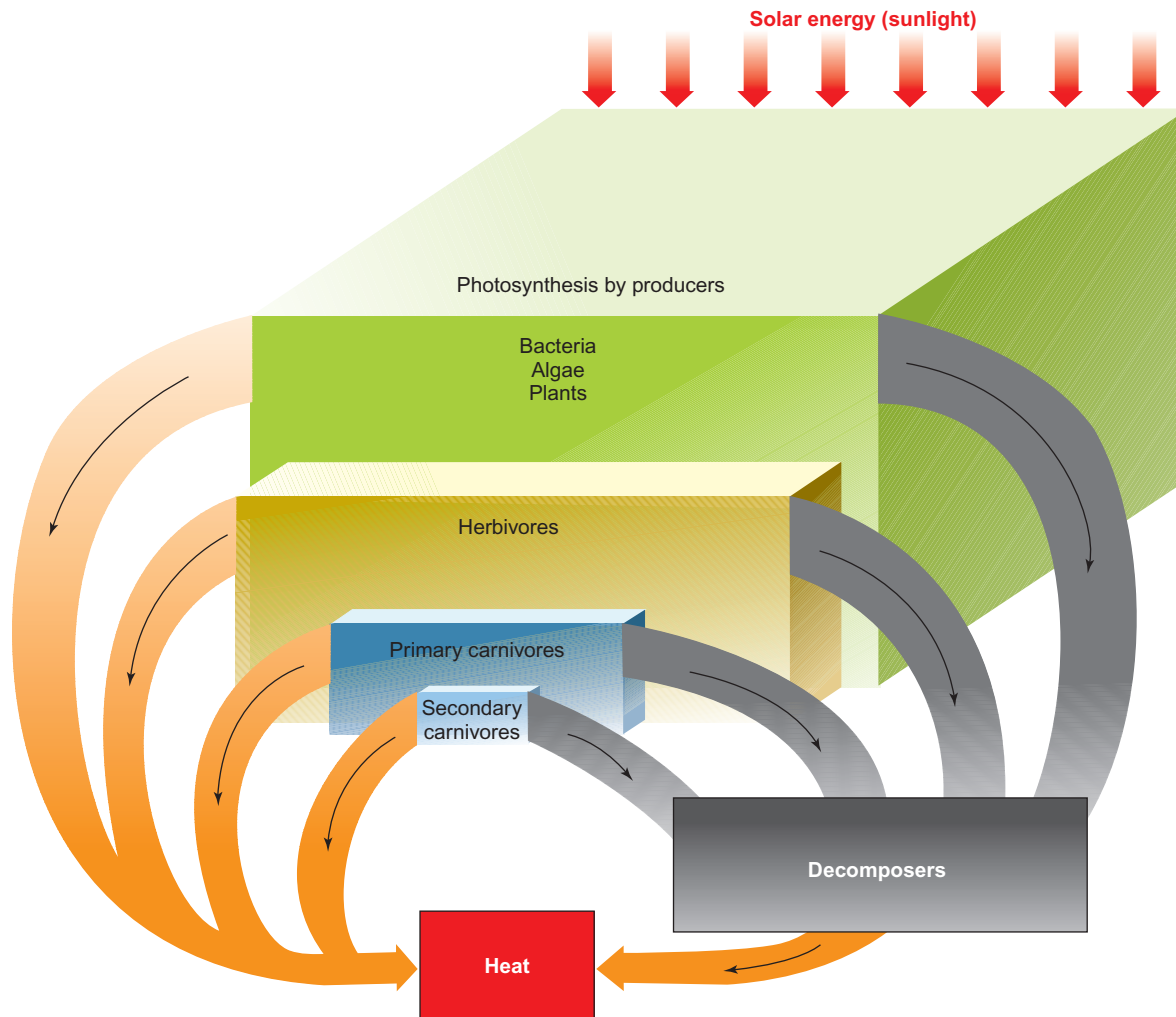 Solar energy (sunlight)
Photosynthesis by producers
Bacteria
Algae
Plants
Herbivores
Primary carnivores
Secondary
carnivores
Decomposers
Heat